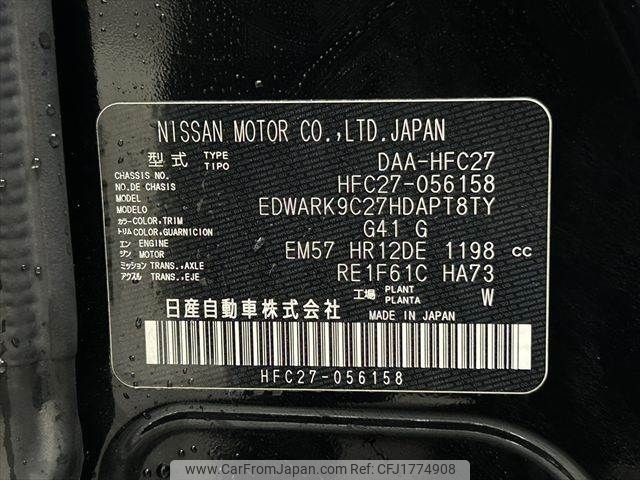 NISSAN MOTOR CO.,LTD.JAPAN
型式 TYPE TIPO DAA-HFC27
CHASSIS NO. NO.DE CHASIS HFC27-056158
MODEL MODELO EDWARK9C27HDAPT8TY
カラー COLOR,TRIM
トリム COLOR,GUARNICION G41 G
エン ENGINE
ジン MOTOR EM57 HR12DE 1198 CC
ミッション TRANS.,AXLE
アクスル TRANS.,EJE RE1F61C HA73
工場 PLANT PLANTA W
日産自動車株式会社 MADE IN JAPAN
HFC27-056158
www.CarFromJapan.com | Ref No. CFJ1774908